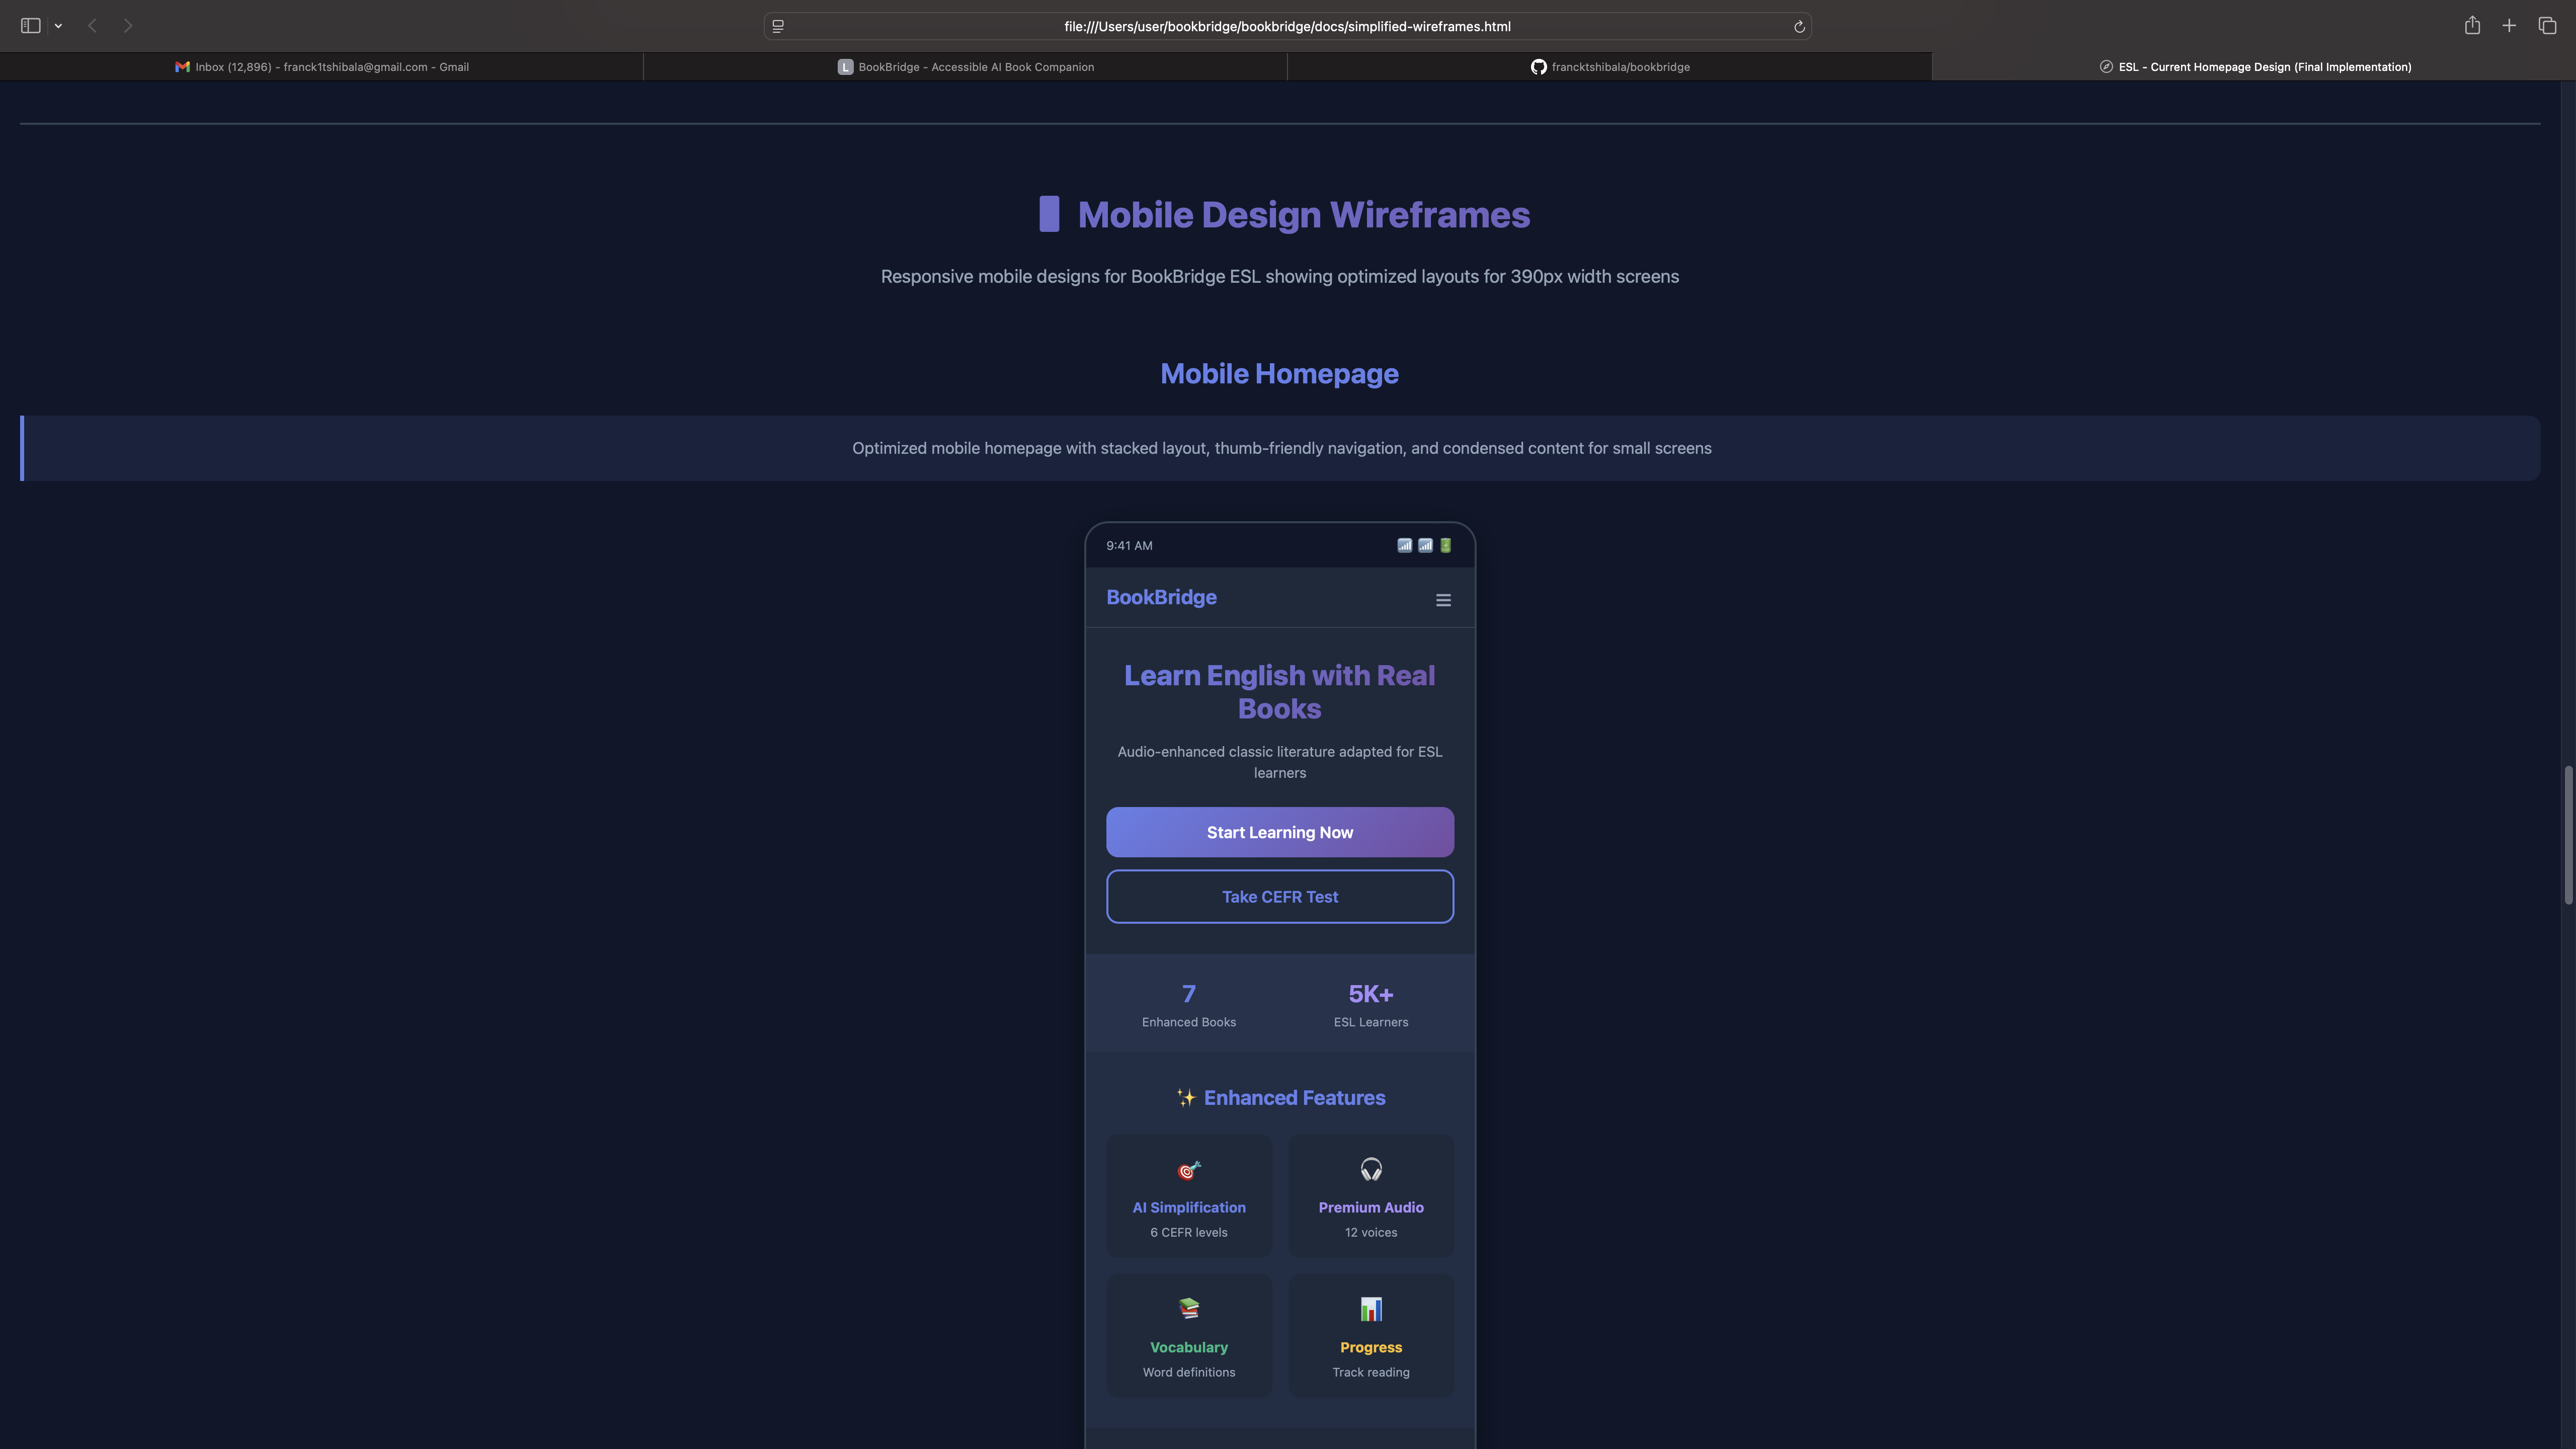 file:///Users/user/bookbridge/bookbridge/docs/simplified-wireframes.html
Inbox (12,896) - franck1tshibala@gmail.com - Gmail
L BookBridge - Accessible AI Book Companion
francktshibala/bookbridge
ESL - Current Homepage Design (Final Implementation)
Mobile Design Wireframes
Responsive mobile designs for BookBridge ESL showing optimized layouts for 390px width screens
Mobile Homepage
Optimized mobile homepage with stacked layout, thumb-friendly navigation, and condensed content for small screens
9:41 AM
BookBridge
Learn English with Real
Books
Audio-enhanced classic literature adapted for ESL
learners
Start Learning Now
Take CEFR Test
7
Enhanced Books
5K+
ESL Learners
✨ Enhanced Features
AI Simplification
6 CEFR levels
Premium Audio
12 voices
Vocabulary
Word definitions
Progress
Track reading